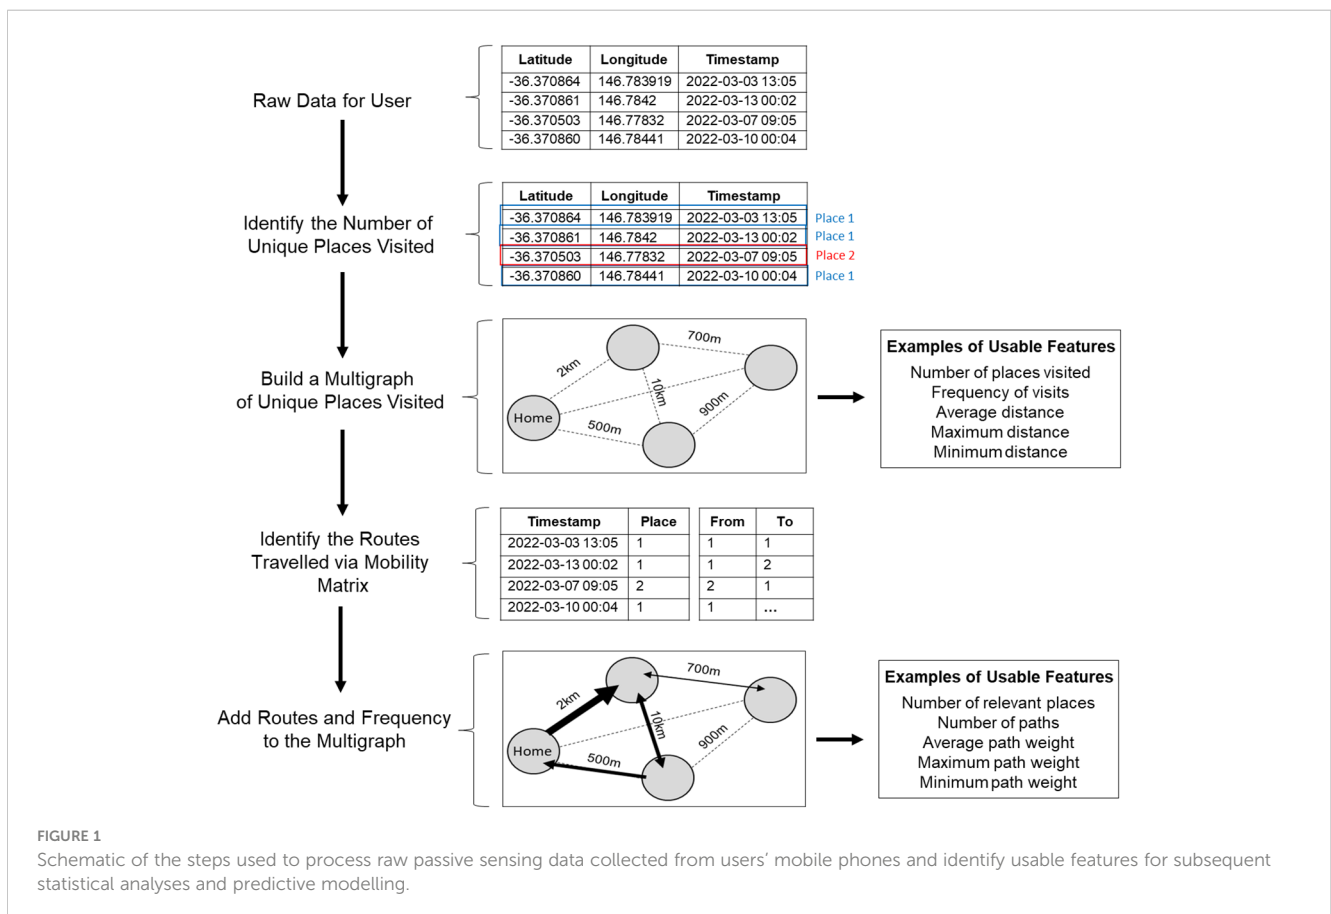 Raw Data for User
Latitude Longitude Timestamp
-36.370864 146.783919 2022-03-03 13:05
-36.370861 146.7842 2022-03-13 00:02
-36.370503 146.77832 2022-03-07 09:05
-36.370860 146.78441 2022-03-10 00:04
Identify the Number of
Unique Places Visited
Latitude Longitude Timestamp
-36.370864 146.783919 2022-03-03 13:05 Place 1
-36.370861 146.7842 2022-03-13 00:02 Place 1
-36.370503 146.77832 2022-03-07 09:05 Place 2
-36.370860 146.78441 2022-03-10 00:04 Place 1
Build a Multigraph
of Unique Places Visited
700m
2km
10km
900m
Home
500m
Examples of Usable Features
Number of places visited
Frequency of visits
Average distance
Maximum distance
Minimum distance
Identify the Routes
Travelled via Mobility
Matrix
Timestamp Place From To
2022-03-03 13:05 1 1 1
2022-03-13 00:02 1 1 2
2022-03-07 09:05 2 2 1
2022-03-10 00:04 1 1 ...
Add Routes and Frequency
to the Multigraph
700m
2km
10km
900m
Home
500m
Examples of Usable Features
Number of relevant places
Number of paths
Average path weight
Maximum path weight
Minimum path weight
FIGURE 1
Schematic of the steps used to process raw passive sensing data collected from users’ mobile phones and identify usable features for subsequent
statistical analyses and predictive modelling.